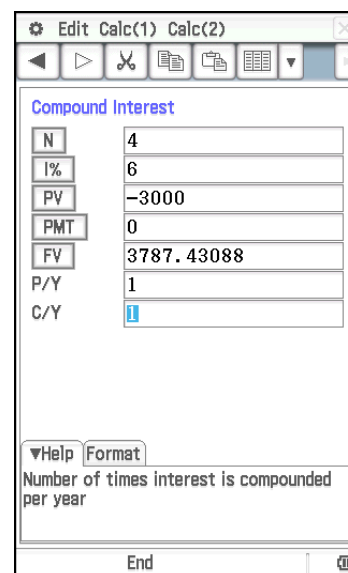 Edit Calc(1) Calc(2)
Compound Interest
N 4
I% 6
PV -3000
PMT 0
FV 3787.43088
P/Y 1
C/Y 1
▼Help Format
Number of times interest is compounded
per year
End